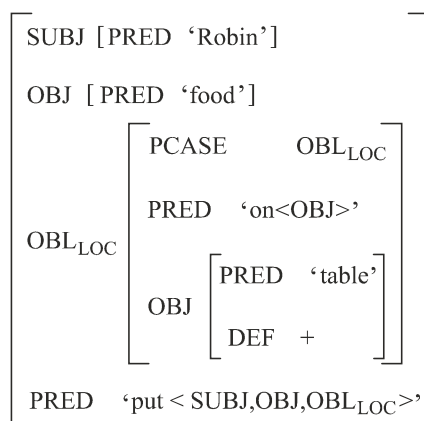 SUBJ [PRED ‘Robin’]
OBJ [PRED ‘food’]
PCASE OBL_LOC
PRED ‘on<OBJ>’
OBL_LOC
OBJ
PRED ‘table’
DEF +
PRED ‘put < SUBJ,OBJ,OBL_LOC>’